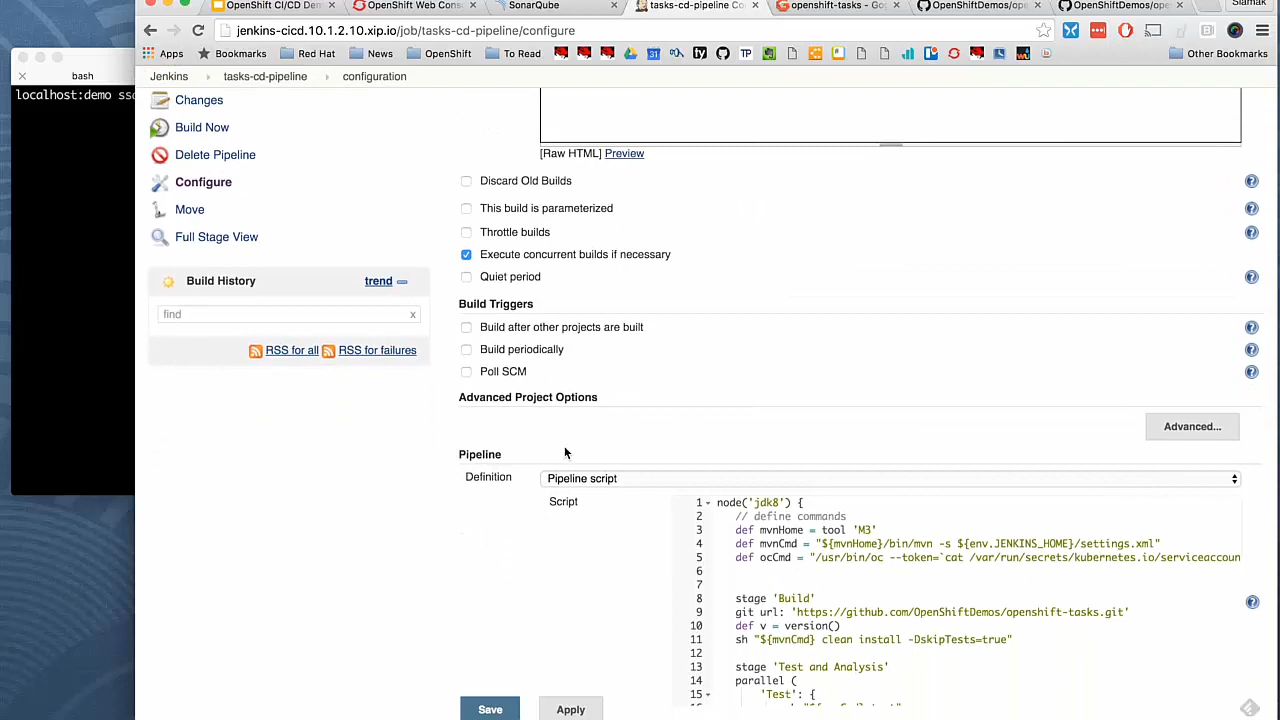 OpenShift CI/CD Dem
OpenShift Web Cons
SonarQube
tasks-cd-pipeline Co
openshift-tasks - Gog
OpenShiftDemos/open
OpenShiftDemos/open
Siamak
jenkins-cicd.10.1.2.10.xip.io/job/tasks-cd-pipeline/configure
Apps
Bookmarks
Red Hat
News
OpenShift
To Read
Other Bookmarks
bash
localhost:demo sso
Jenkins
tasks-cd-pipeline
configuration
Changes
Build Now
Delete Pipeline
Configure
Move
Full Stage View
Build History
trend
find
x
RSS for all
RSS for failures
[Raw HTML] Preview
Discard Old Builds
This build is parameterized
Throttle builds
Execute concurrent builds if necessary
Quiet period
Build Triggers
Build after other projects are built
Build periodically
Poll SCM
Advanced Project Options
Advanced...
Pipeline
Definition
Pipeline script
Script
1 node('jdk8') {
2 // define commands
3 def mvnHome = tool 'M3'
4 def mvnCmd = "${mvnHome}/bin/mvn -s ${env.JENKINS_HOME}/settings.xml"
5 def ocCmd = "/usr/bin/oc --token=`cat /var/run/secrets/kubernetes.io/serviceaccoun
6
7
8 stage 'Build'
9 git url: 'https://github.com/OpenShiftDemos/openshift-tasks.git'
10 def v = version()
11 sh "${mvnCmd} clean install -DskipTests=true"
12
13 stage 'Test and Analysis'
14 parallel (
15 'Test': {
Save
Apply